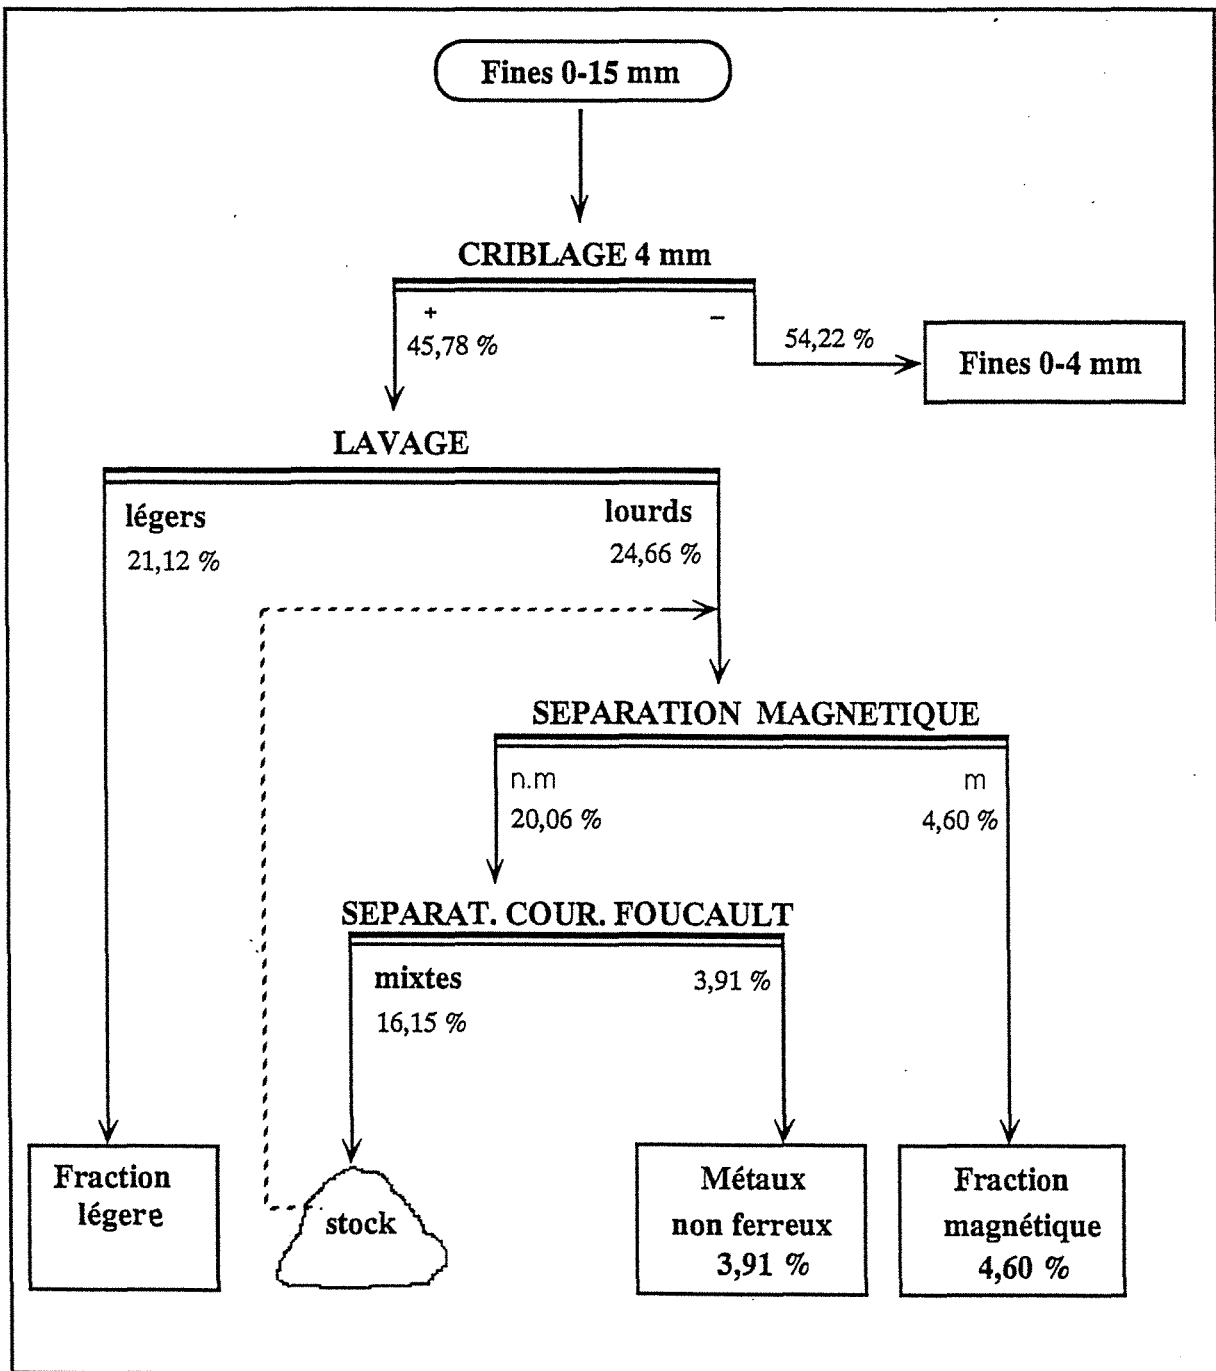 Fines 0-15 mm
CRIBLAGE 4 mm
+
–
45,78 %
54,22 %
Fines 0-4 mm
LAVAGE
légers
lourds
21,12 %
24,66 %
SEPARATION MAGNETIQUE
n.m
m
20,06 %
4,60 %
SEPARAT. COUR. FOUCAULT
mixtes
3,91 %
16,15 %
Fraction
légere
stock
Métaux
non ferreux
3,91 %
Fraction
magnétique
4,60 %